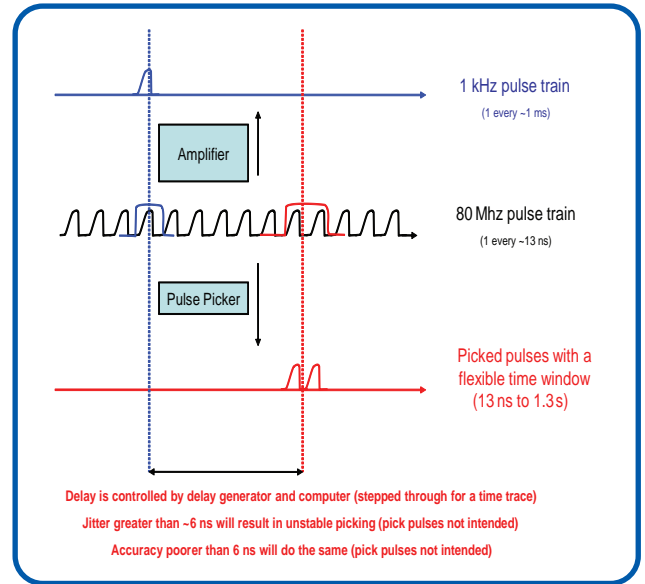 1 kHz pulse train
(1 every ~1 ms)
Amplifier
80 Mhz pulse train
(1 every ~13 ns)
Pulse Picker
Picked pulses with a
flexible time window
(13 ns to 1.3 s)
Delay is controlled by delay generator and computer (stepped through for a time trace)
Jitter greater than ~6 ns will result in unstable picking (pick pulses not intended)
Accuracy poorer than 6 ns will do the same (pick pulses not intended)